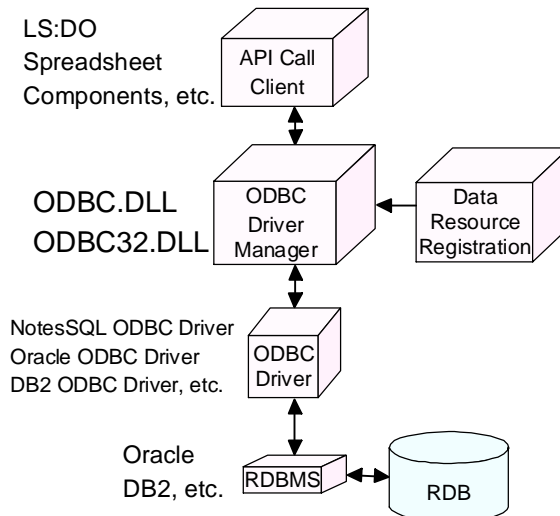 LS:DO
Spreadsheet
Components, etc.
API Call
Client
ODBC.DLL
ODBC32.DLL
ODBC
Driver
Manager
Data
Resource
Registration
NotesSQL ODBC Driver
Oracle ODBC Driver
DB2 ODBC Driver, etc.
ODBC
Driver
Oracle
DB2, etc.
RDBMS
RDB